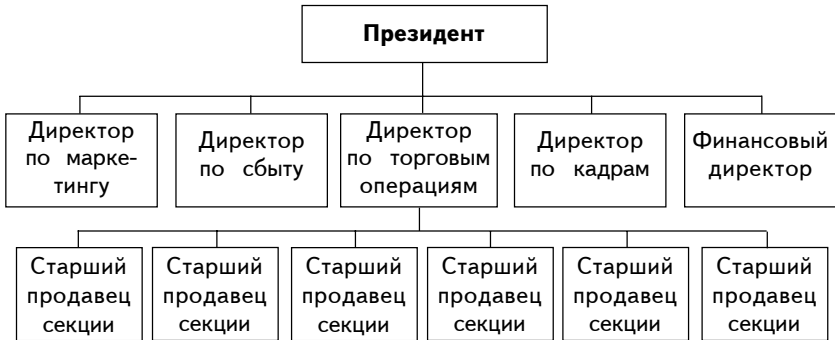 Президент
Директор
по марке-
тингу
Директор
по сбыту
Директор
по торговым
операциям
Директор
по кадрам
Финансовый
директор
Старший
продавец
секции
Старший
продавец
секции
Старший
продавец
секции
Старший
продавец
секции
Старший
продавец
секции
Старший
продавец
секции